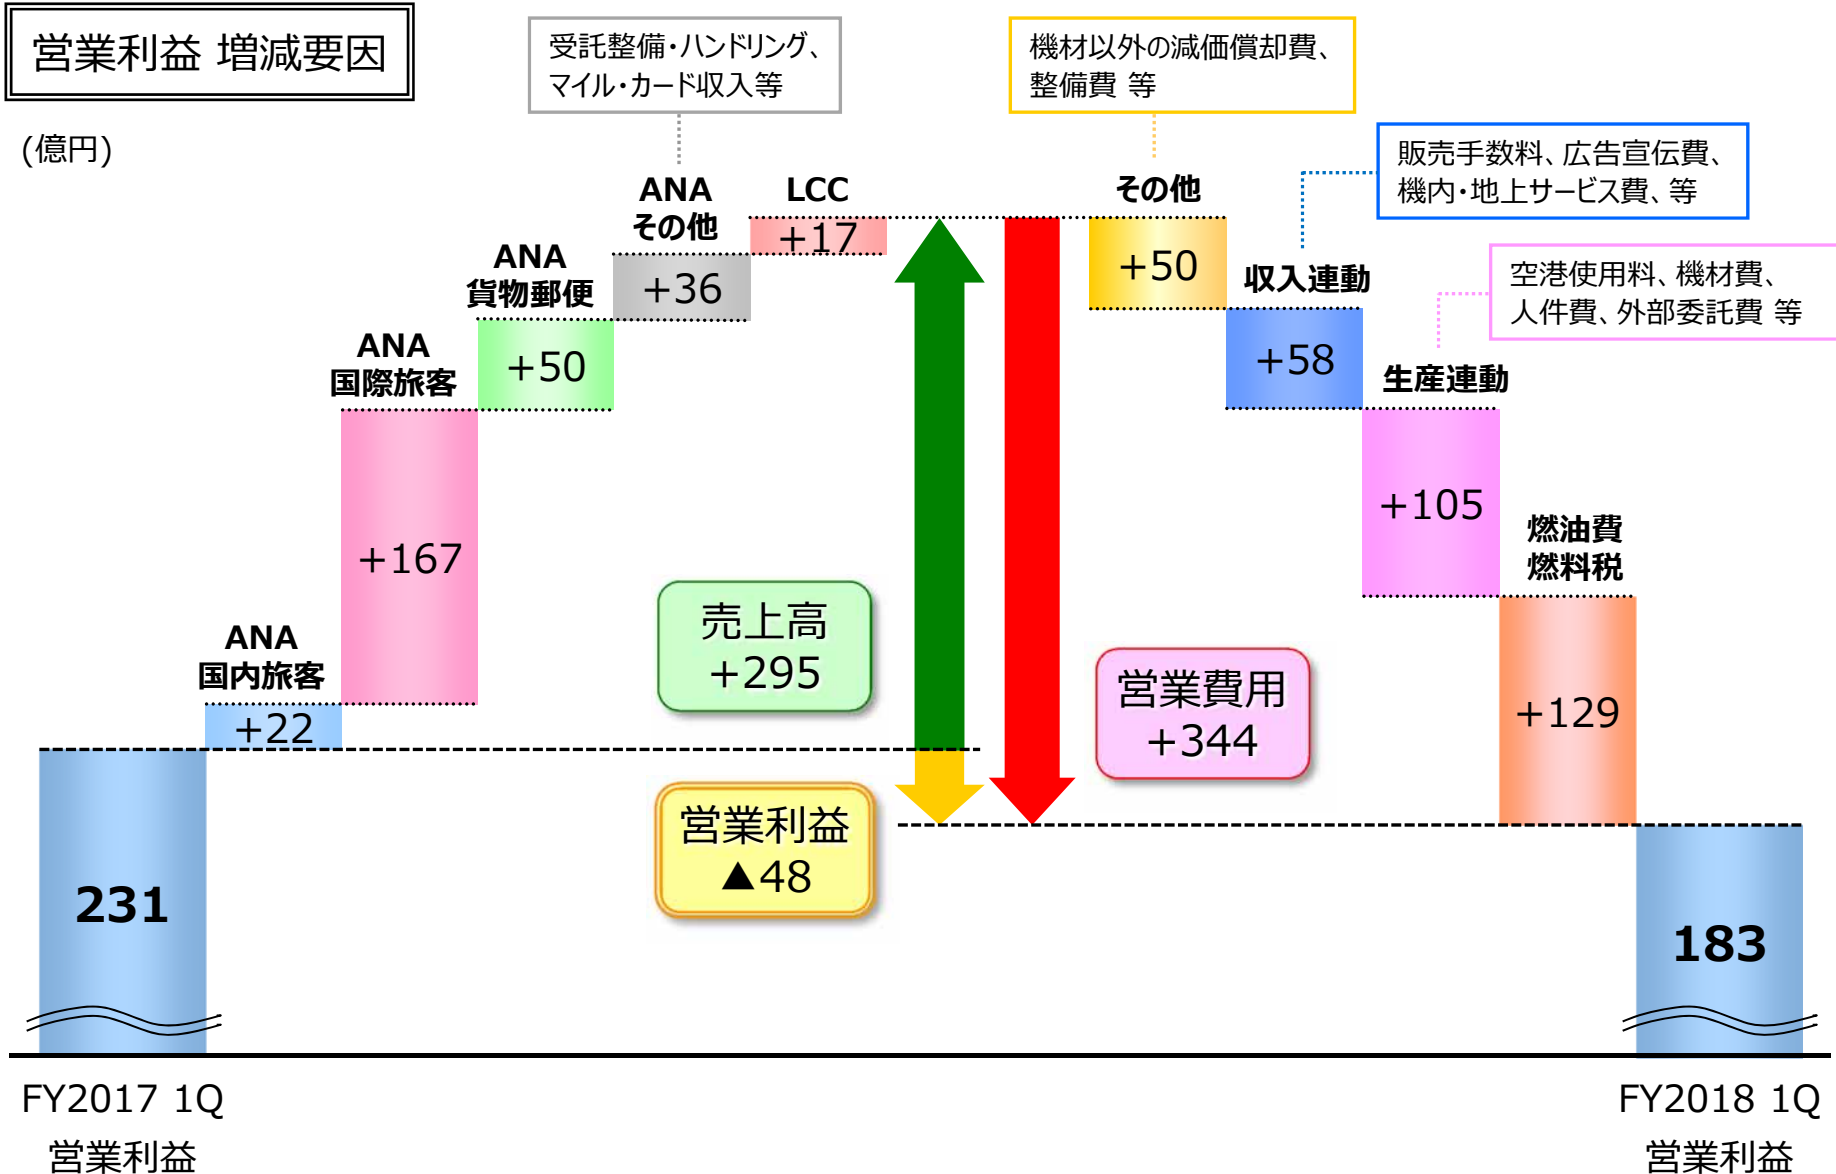 営業利益 増減要因
(億円)
受託整備・ハンドリング、
マイル・カード収入等
機材以外の減価償却費、
整備費 等
販売手数料、広告宣伝費、
機内・地上サービス費、等
空港使用料、機材費、
人件費、外部委託費 等
ANA
国内旅客
+22
ANA
国際旅客
+167
ANA
貨物郵便
+50
ANA
その他
+36
LCC
+17
その他
+50
収入連動
+58
生産連動
+105
燃油費
燃料税
+129
売上高
+295
営業費用
+344
営業利益
▲48
231
183
FY2017 1Q
営業利益
FY2018 1Q
営業利益